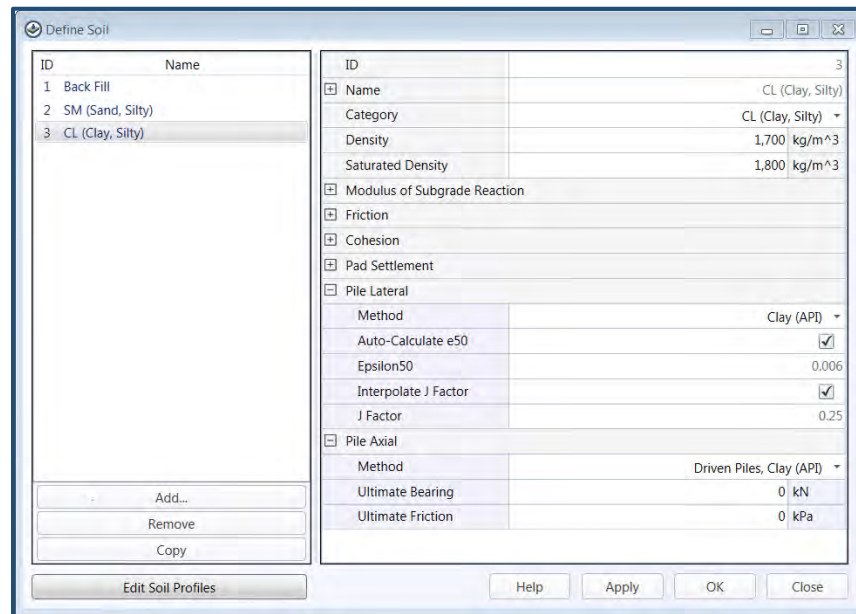 Define Soil
ID Name
1 Back Fill
2 SM (Sand, Silty)
3 CL (Clay, Silty)
Add...
Remove
Copy
Edit Soil Profiles
ID 3
Name CL (Clay, Silty)
Category CL (Clay, Silty)
Density 1,700 kg/m^3
Saturated Density 1,800 kg/m^3
Modulus of Subgrade Reaction
Friction
Cohesion
Pad Settlement
Pile Lateral
Method Clay (API)
Auto-Calculate e50
Epsilon50 0.006
Interpolate J Factor
J Factor 0.25
Pile Axial
Method Driven Piles, Clay (API)
Ultimate Bearing 0 kN
Ultimate Friction 0 kPa
Help Apply OK Close